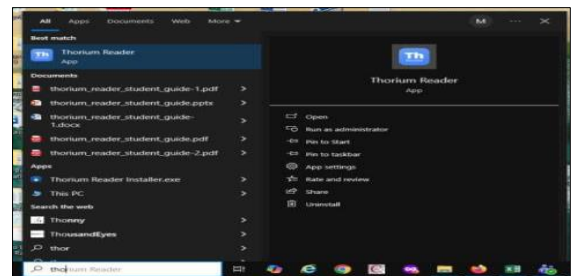 All Apps Documents Web More
M
Best match
Th
Thorium Reader
App
Documents
thorium_reader_student_guide-1.pdf
thorium_reader_student_guide.pptx
thorium_reader_student_guide-
1.docx
thorium_reader_student_guide.pdf
thorium_reader_student_guide-2.pdf
Apps
Thorium Reader Installer.exe
This PC
Search the web
Thonny
ThousandEyes
thor
thorium Reader
Th
Thorium Reader
App
Open
Run as administrator
Pin to Start
Pin to taskbar
App settings
Rate and review
Share
Uninstall